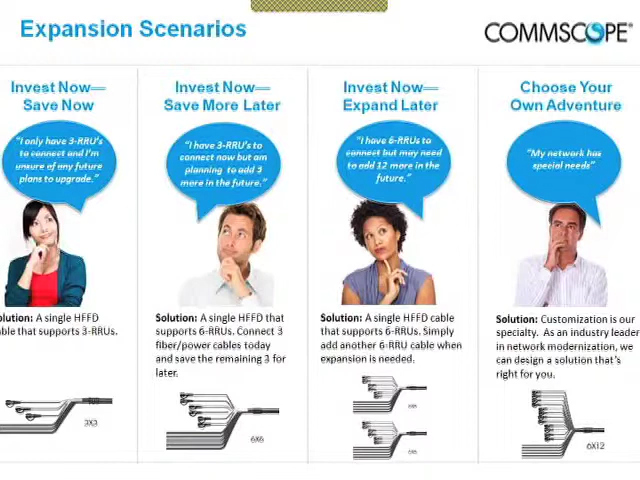 Expansion Scenarios
COMMSCOPE®
Invest Now—
Save Now
"I only have 3-RRU's
to connect and I'm
unsure of any future
plans to upgrade."
olution: A single HFFD
able that supports 3-RRUs.
3X3
Invest Now—
Save More Later
"I have 3-RRU's to
connect now but am
planning to add 3
more in the future."
Solution: A single HFFD that
supports 6-RRUs. Connect 3
fiber/power cables today
and save the remaining 3 for
later.
6X6
Invest Now—
Expand Later
"I have 6-RRUs to
connect but may need
to add 12 more in the
future."
Solution: A single HFFD cable
that supports 6-RRUs. Simply
add another 6-RRU cable when
expansion is needed.
Choose Your
Own Adventure
"My network has
special needs"
Solution: Customization is our
specialty. As an industry leader
in network modernization, we
can design a solution that's
right for you.
6X12